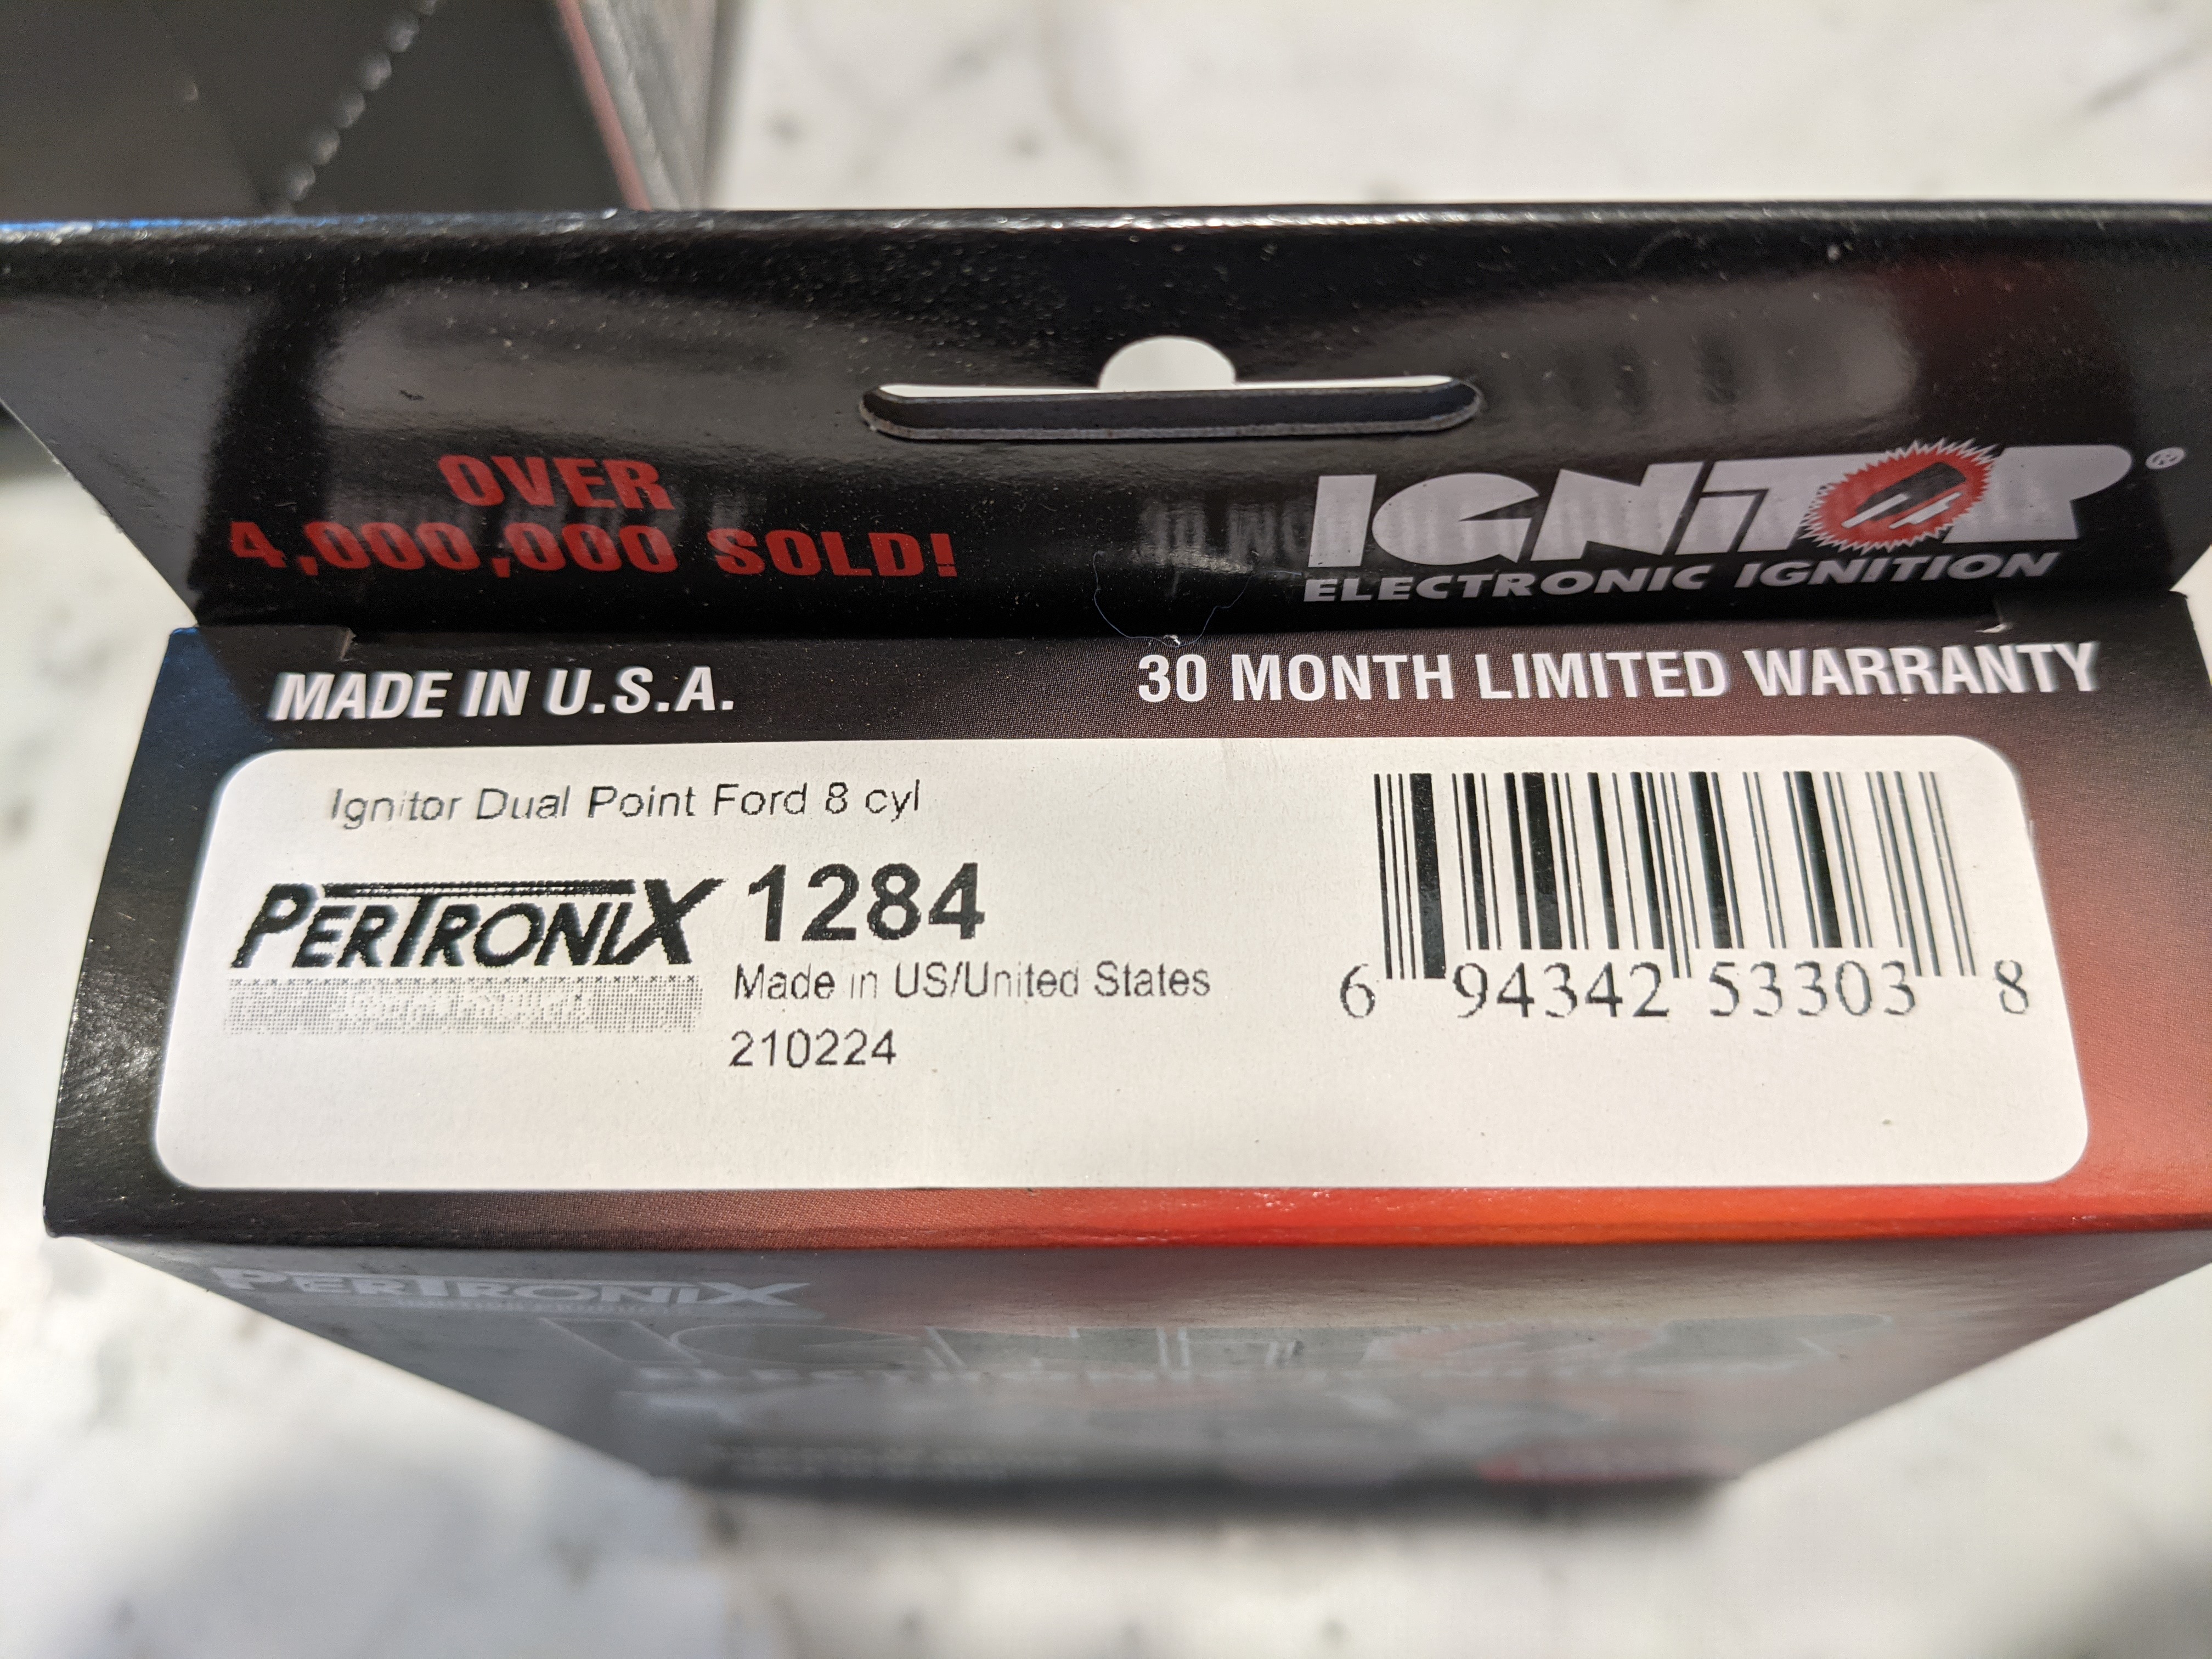 OVER
4,000,000 SOLD!
IGNITOR®
ELECTRONIC IGNITION
MADE IN U.S.A.
30 MONTH LIMITED WARRANTY
Ignitor Dual Point Ford 8 cyl
PERTRONIX 1284
Made in US/United States
210224
6 94342 53303 8
PERTRONIX
IGNITOR